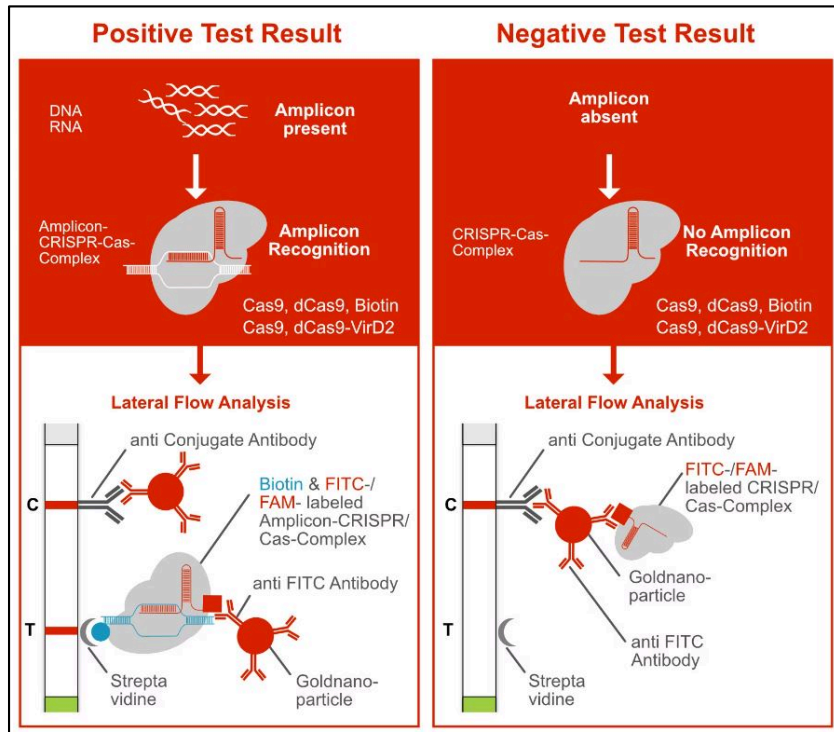 Positive Test Result
DNA
RNA
Amplicon
present
Amplicon-
CRISPR-Cas-
Complex
Amplicon
Recognition
Cas9, dCas9, Biotin
Cas9, dCas9-VirD2
Lateral Flow Analysis
anti Conjugate Antibody
C
Biotin & FITC-/
FAM- labeled
Amplicon-CRISPR/
Cas-Complex
anti FITC Antibody
T
Strepta
vidine
Goldnano-
particle
Negative Test Result
Amplicon
absent
CRISPR-Cas-
Complex
No Amplicon
Recognition
Cas9, dCas9, Biotin
Cas9, dCas9-VirD2
Lateral Flow Analysis
anti Conjugate Antibody
C
FITC-/FAM-
labeled CRISPR/
Cas-Complex
Goldnano-
particle
T
anti FITC
Antibody
Strepta
vidine